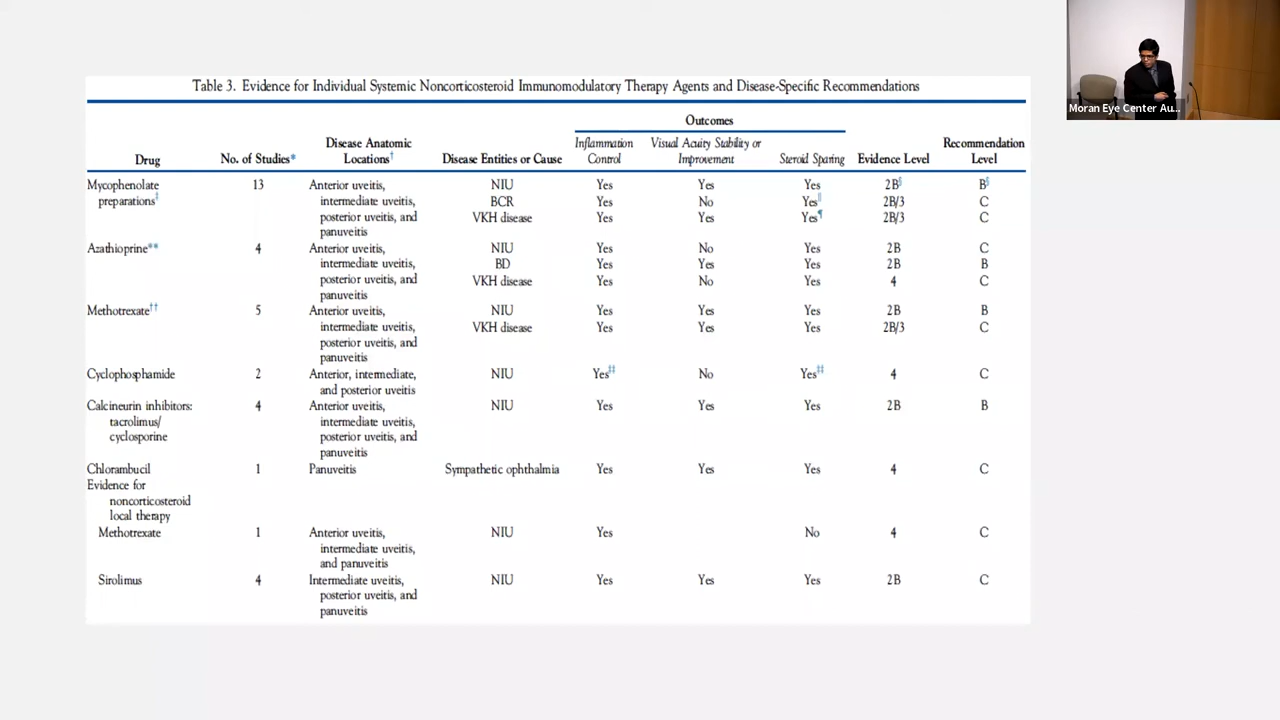 Table 3. Evidence for Individual Systemic Noncorticosteroid Immunomodulatory Therapy Agents and Disease-Specific Recommendations
Outcomes
Drug No. of Studies* Disease Anatomic Locations† Disease Entities or Cause Inflammation Control Visual Acuity Stability or Improvement Steroid Sparing Evidence Level Recommendation Level
Mycophenolate 13 Anterior uveitis, NIU Yes Yes Yes 2B§ B§
preparations‡ intermediate uveitis, BCR Yes No Yes‖ 2B/3 C
posterior uveitis, and VKH disease Yes Yes Yes¶ 2B/3 C
panuveitis
Azathioprine** 4 Anterior uveitis, NIU Yes No Yes 2B C
intermediate uveitis, BD Yes Yes Yes 2B B
posterior uveitis, and VKH disease Yes No Yes 4 C
panuveitis
Methotrexate†† 5 Anterior uveitis, NIU Yes Yes Yes 2B B
intermediate uveitis, VKH disease Yes Yes Yes 2B/3 C
posterior uveitis, and
panuveitis
Cyclophosphamide 2 Anterior, intermediate, NIU Yes‡‡ No Yes‡‡ 4 C
and posterior uveitis
Calcineurin inhibitors: 4 Anterior uveitis, NIU Yes Yes Yes 2B B
tacrolimus/ intermediate uveitis,
cyclosporine posterior uveitis, and
panuveitis
Chlorambucil 1 Panuveitis Sympathetic ophthalmia Yes Yes Yes 4 C
Evidence for
noncorticosteroid
local therapy
Methotrexate 1 Anterior uveitis, NIU Yes No 4 C
intermediate uveitis,
and panuveitis
Sirolimus 4 Intermediate uveitis, NIU Yes Yes Yes 2B C
posterior uveitis, and
panuveitis
Moran Eye Center Au...